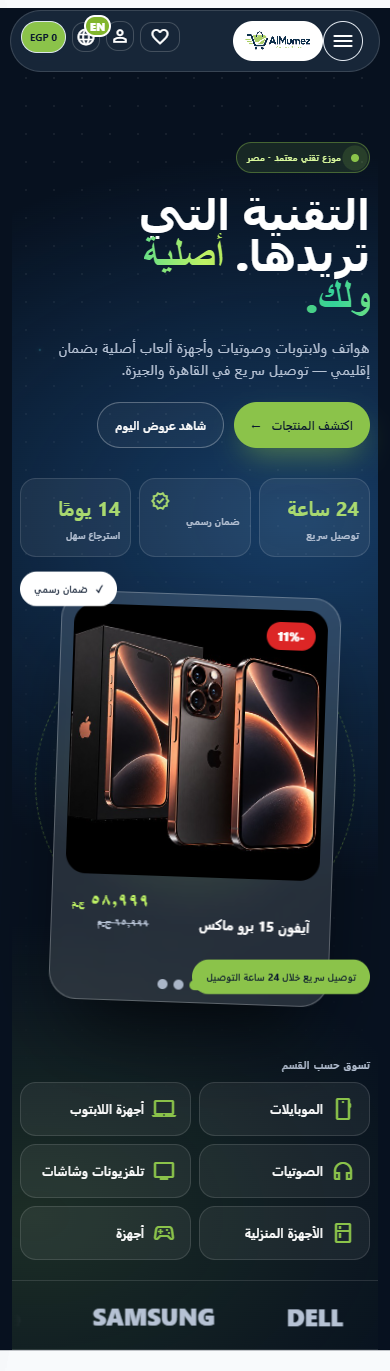 AlMumez
EN
EGP 0
موزع تقني معتمد · مصر
التقنية التي
تريدها. أصلية
ولك.
هواتف ولابتوبات وصوتيات وأجهزة ألعاب أصلية بضمان
إقليمي — توصيل سريع في القاهرة والجيزة.
اكتشف المنتجات ←
شاهد عروض اليوم
24 ساعة
توصيل سريع
ضمان رسمي
14 يومًا
استرجاع سهل
✓ ضمان رسمي
-11%
آيفون 15 برو ماكس
٥٨,٩٩٩ ج.م
٦٥,٩٩٩ ج.م
توصيل سريع خلال 24 ساعة التوصيل
تسوق حسب القسم
الموبايلات
أجهزة اللابتوب
الصوتيات
تلفزيونات وشاشات
الأجهزة المنزلية
أجهزة
DELL
SAMSUNG